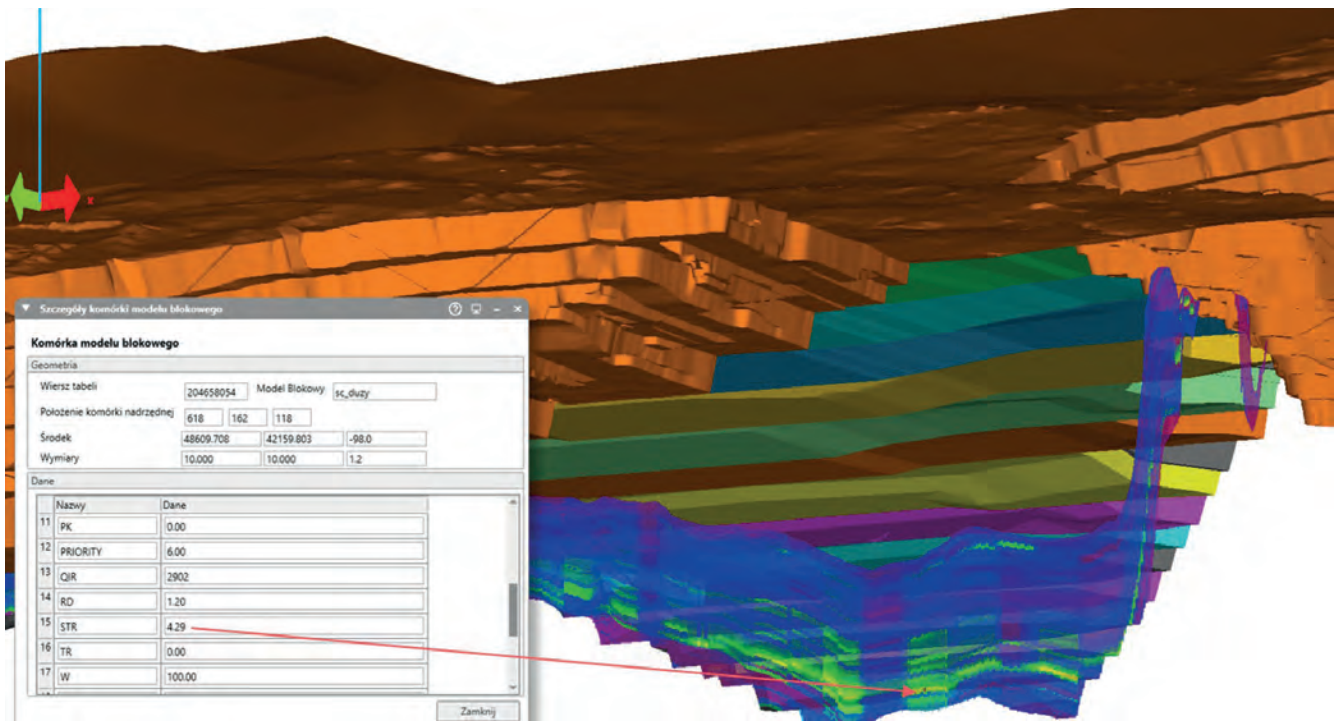 x
Szczegóły komórki modelu blokowego
Komórka modelu blokowego
Geometria
Wiersz tabeli 204658054 Model Blokowy sc_duzy
Położenie komórki nadrzędnej 618 162 118
Środek 48609.708 42159.803 -98.0
Wymiary 10.000 10.000 1.2
Dane
Nazwy Dane
11 PK 0.00
12 PRIORITY 6.00
13 QIR 2902
14 RD 1.20
15 STR 4.29
16 TR 0.00
17 W 100.00
Zamknij